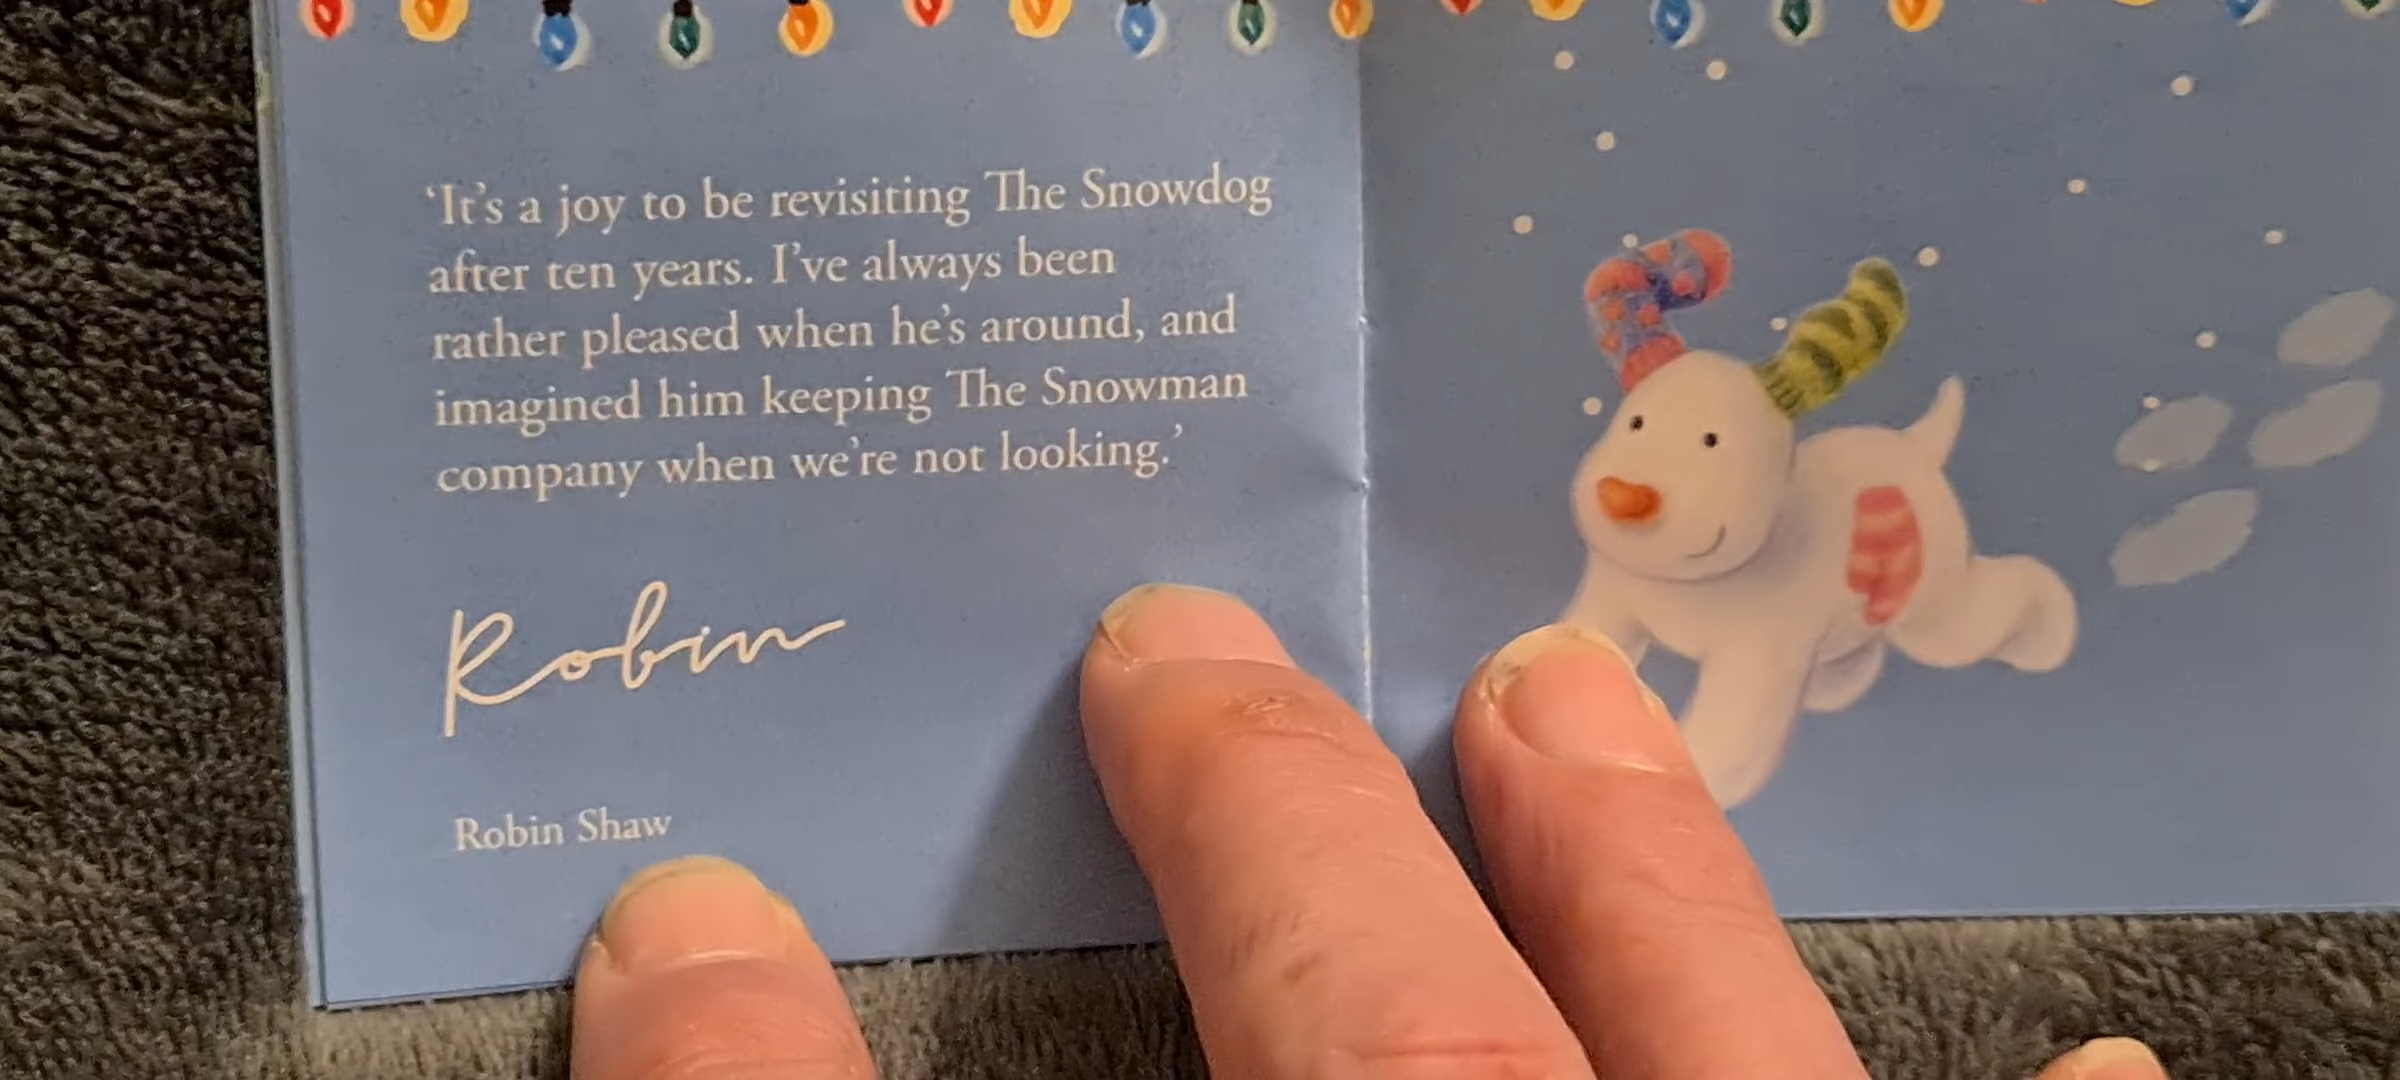 ‘It’s a joy to be revisiting The Snowdog
after ten years. I’ve always been
rather pleased when he’s around, and
imagined him keeping The Snowman
company when we’re not looking.’
Robin
Robin Shaw